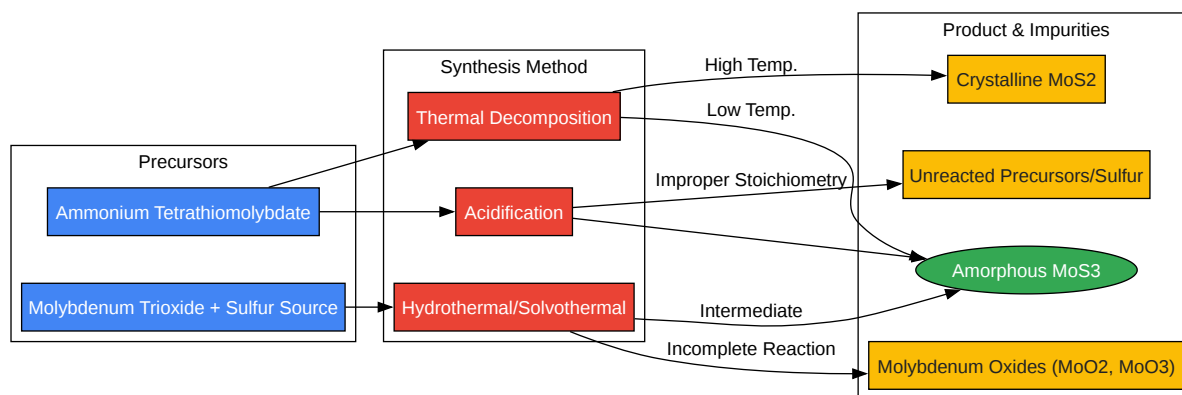 Precursors
Ammonium Tetrathiomolybdate
Molybdenum Trioxide + Sulfur Source
Synthesis Method
Thermal Decomposition
Acidification
Hydrothermal/Solvothermal
High Temp.
Low Temp.
Improper Stoichiometry
Intermediate
Incomplete Reaction
Product & Impurities
Crystalline MoS2
Unreacted Precursors/Sulfur
Amorphous MoS3
Molybdenum Oxides (MoO2, MoO3)